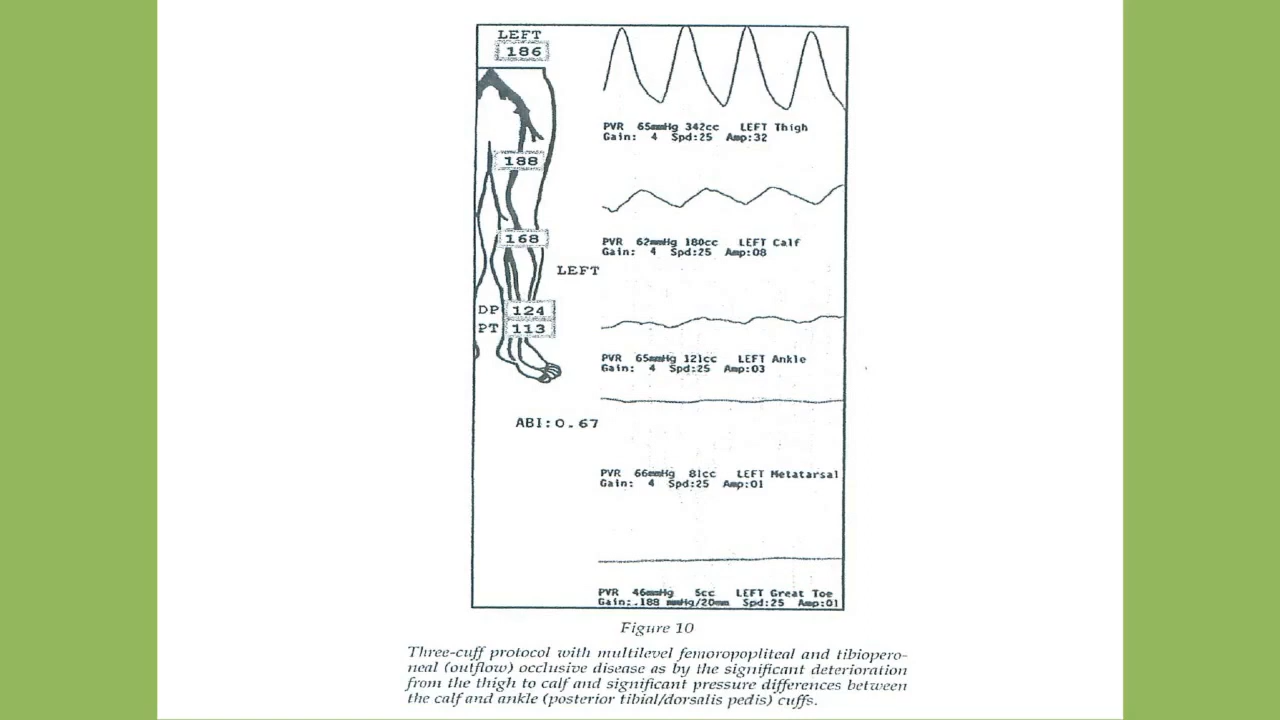 LEFT
186
188
168
LEFT
DP 124
PT 113
ABI:0.67
PVR 65mmHg 342cc LEFT Thigh
Gain: 4 Spd:25 Amp:32
PVR 62mmHg 180cc LEFT Calf
Gain: 4 Spd:25 Amp:08
PVR 65mmHg 121cc LEFT Ankle
Gain: 4 Spd:25 Amp:03
PVR 66mmHg 81cc LEFT Metatarsal
Gain: 4 Spd:25 Amp:01
PVR 46mmHg 5cc LEFT Great Toe
Gain:.188 mmHg/20mm Spd:25 Amp:01
Figure 10
Three-cuff protocol with multilevel femoropopliteal and tibiopero-
neal (outflow) occlusive disease as by the significant deterioration
from the thigh to calf and significant pressure differences between
the calf and ankle (posterior tibial/dorsalis pedis) cuffs.